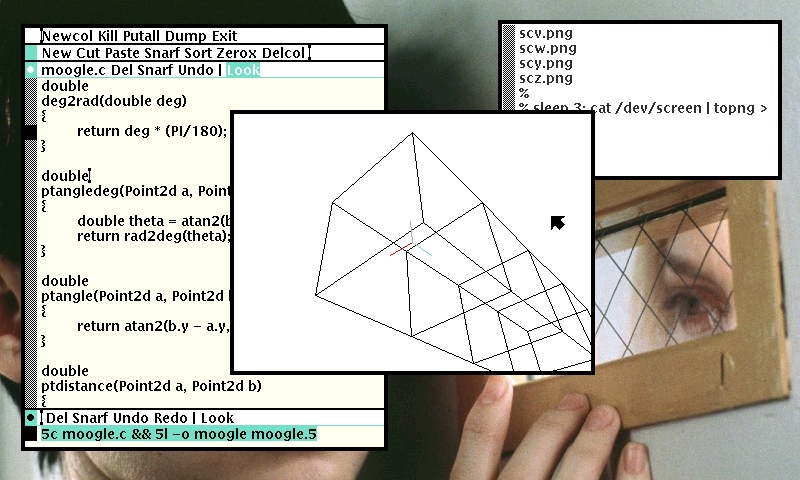 Newcol Kill Putall Dump Exit
New Cut Paste Snarf Sort Zerox Delcol
moogle.c Del Snarf Undo | Look
double
deg2rad(double deg)
{
return deg * (PI/180);
}
double
ptangledeg(Point2d a, Point
{
double theta = atan2(b
return rad2deg(theta);
}
double
ptangle(Point2d a, Point2d
{
return atan2(b.y - a.y,
}
double
ptdistance(Point2d a, Point2d b)
{
Del Snarf Undo Redo | Look
5c moogle.c && 5l -o moogle moogle.5
scv.png
scw.png
scy.png
scz.png
%
% sleep 3; cat /dev/screen | topng >